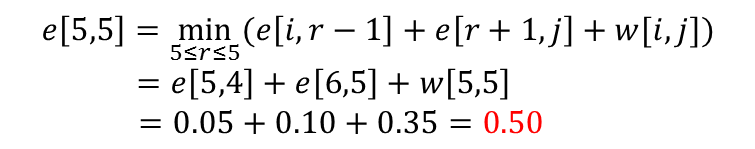 e[5,5] = min (e[i, r − 1] + e[r + 1, j] + w[i, j])
5≤r≤5
= e[5,4] + e[6,5] + w[5,5]
= 0.05 + 0.10 + 0.35 = 0.50